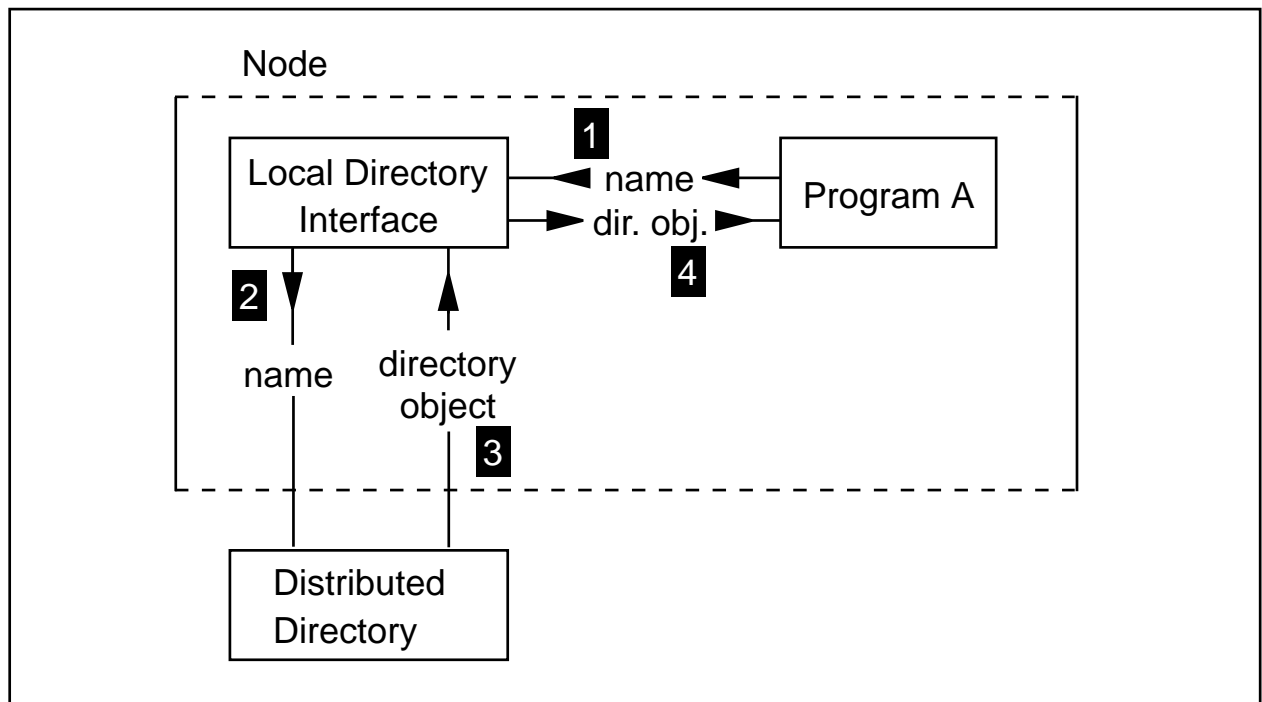 Node
1
Local Directory
Interface
name
dir. obj.
Program A
4
2
name
directory
object
3
Distributed
Directory